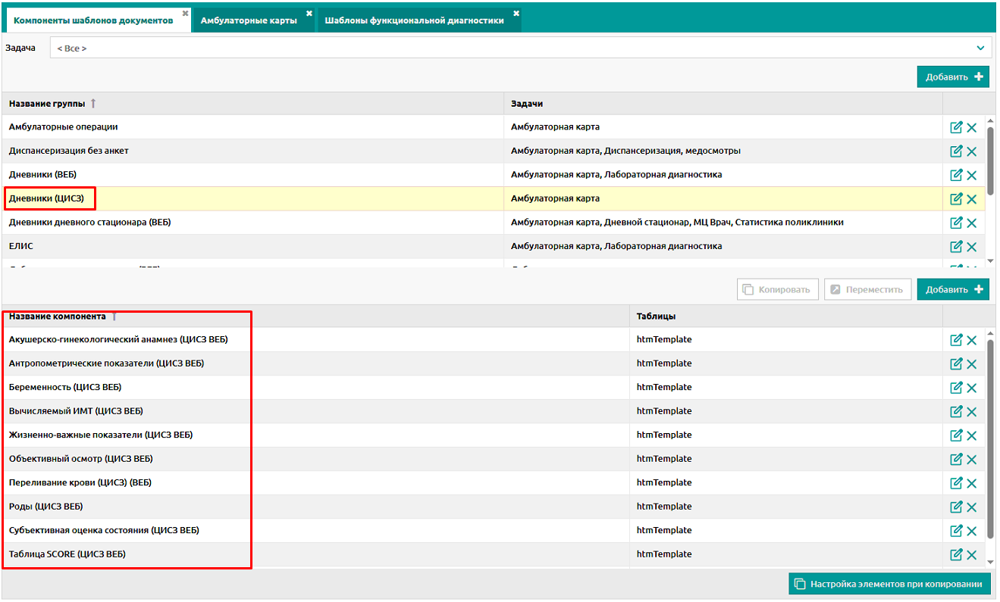 Компоненты шаблонов документов Амбулаторные карты Шаблоны функциональной диагностики
Задача < Все >
Добавить
Название группы Задачи
Амбулаторные операции Амбулаторная карта
Диспансеризация без анкет Амбулаторная карта, Диспансеризация, медосмотры
Дневники (ВЕБ) Амбулаторная карта, Лабораторная диагностика
Дневники (ЦИСЗ) Амбулаторная карта
Дневники дневного стационара (ВЕБ) Амбулаторная карта, Дневной стационар, МЦ Врач, Статистика поликлиники
ЕЛИС Амбулаторная карта, Лабораторная диагностика
Копировать Переместить Добавить
Название компонента Таблицы
Акушерско-гинекологический анамнез (ЦИСЗ ВЕБ) htmTemplate
Антропометрические показатели (ЦИСЗ ВЕБ) htmTemplate
Беременность (ЦИСЗ ВЕБ) htmTemplate
Вычисляемый ИМТ (ЦИСЗ ВЕБ) htmTemplate
Жизненно-важные показатели (ЦИСЗ ВЕБ) htmTemplate
Объективный осмотр (ЦИСЗ ВЕБ) htmTemplate
Переливание крови (ЦИСЗ) (ВЕБ) htmTemplate
Роды (ЦИСЗ ВЕБ) htmTemplate
Субъективная оценка состояния (ЦИСЗ ВЕБ) htmTemplate
Таблица SCORE (ЦИСЗ ВЕБ) htmTemplate
Настройка элементов при копировании